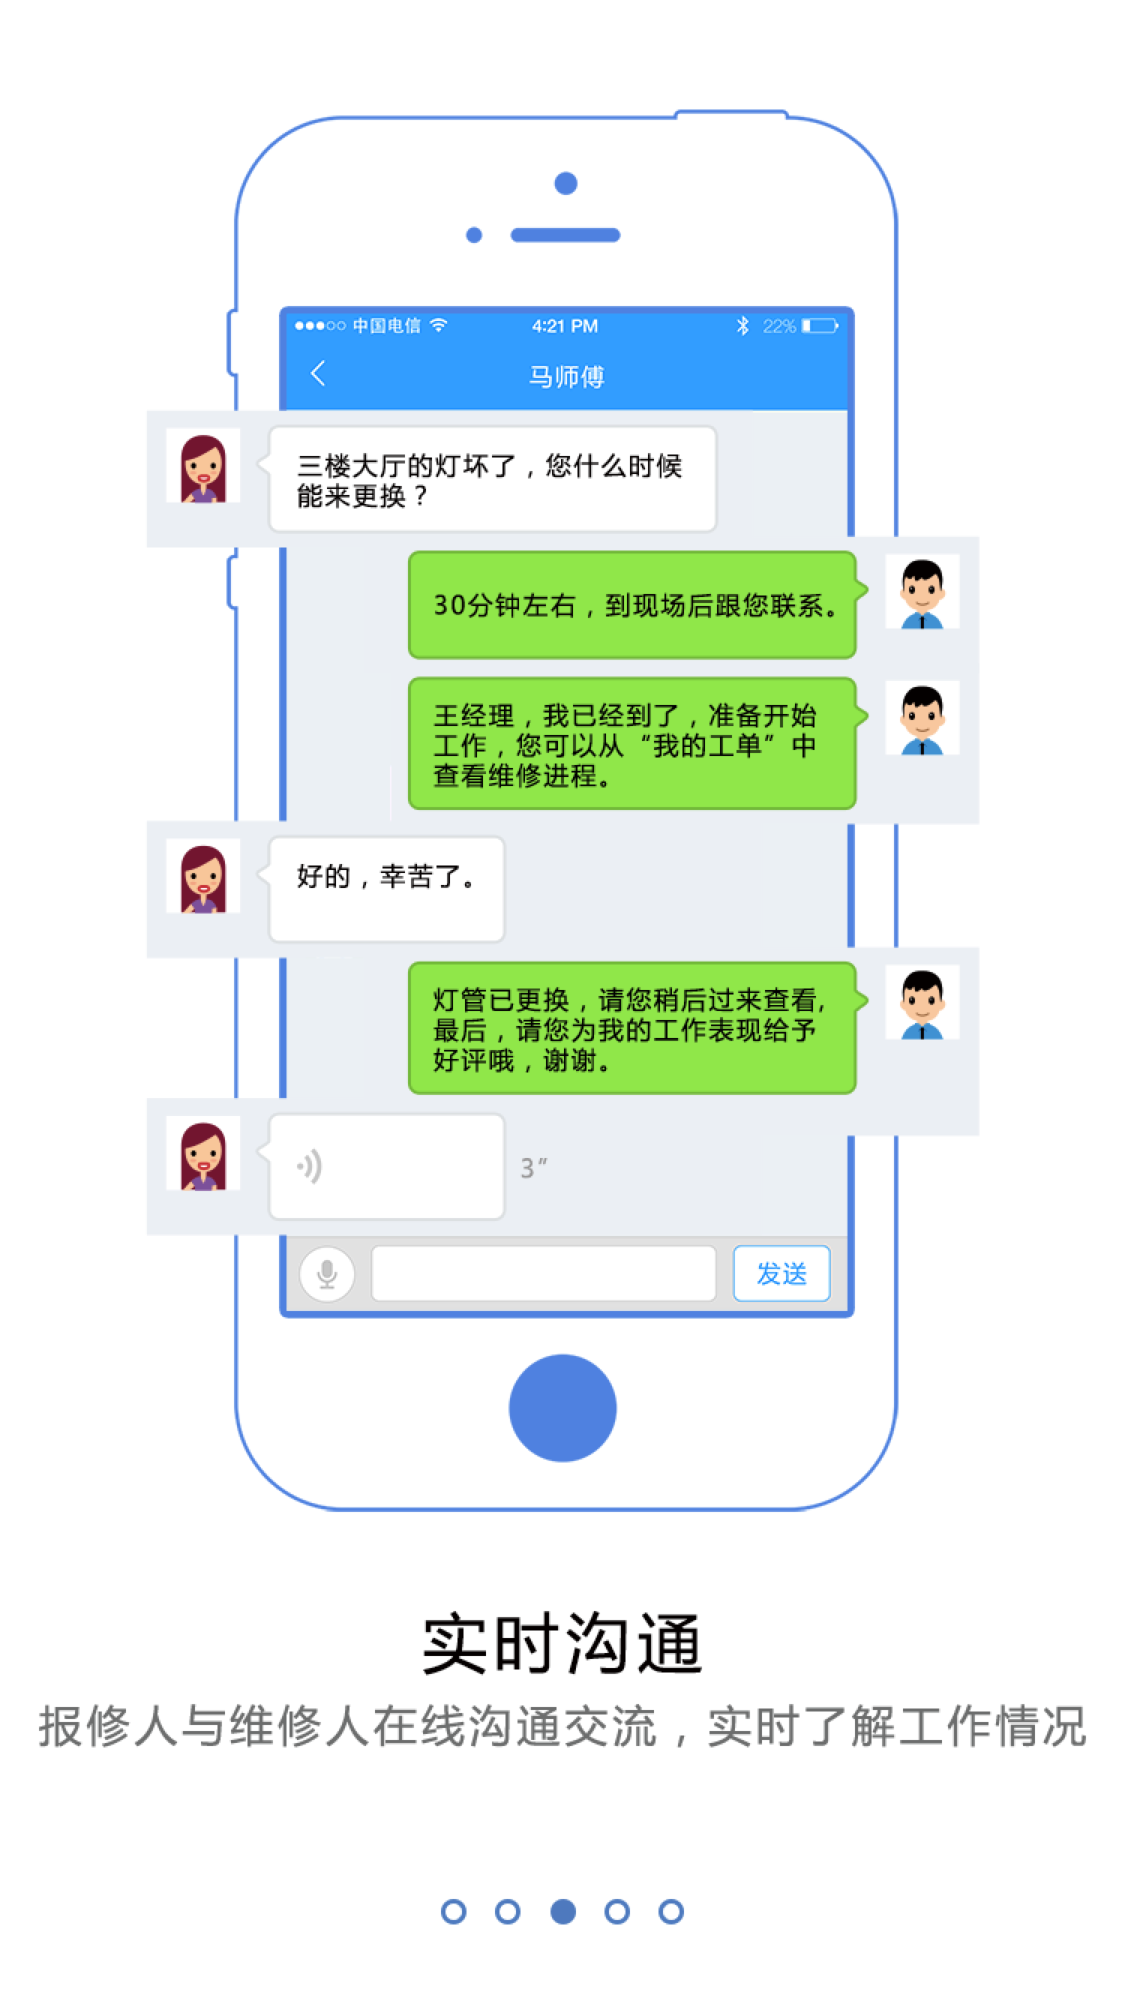 中国电信 4:21 PM 22%
马师傅
三楼大厅的灯坏了，您什么时候
能来更换？
30分钟左右，到现场后跟您联系。
王经理，我已经到了，准备开始
工作，您可以从“我的工单”中
查看维修进程。
好的，幸苦了。
灯管已更换，请您稍后过来查看,
最后，请您为我的工作表现给予
好评哦，谢谢。
3″
发送
实时沟通
报修人与维修人在线沟通交流，实时了解工作情况